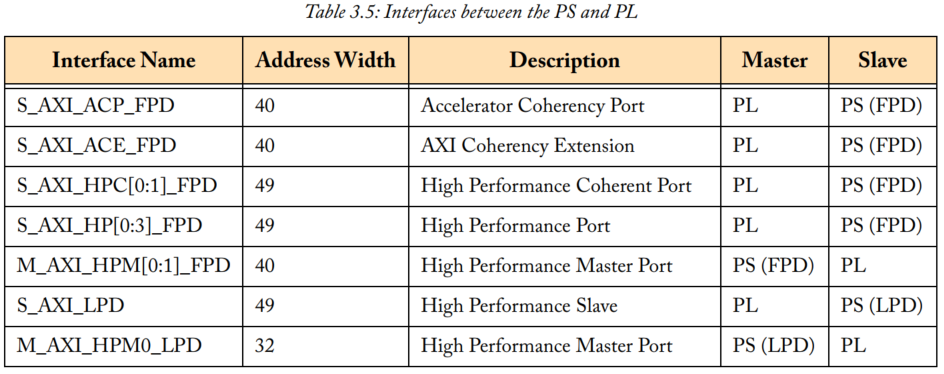 Table 3.5: Interfaces between the PS and PL
Interface Name Address Width Description Master Slave
S_AXI_ACP_FPD 40 Accelerator Coherency Port PL PS (FPD)
S_AXI_ACE_FPD 40 AXI Coherency Extension PL PS (FPD)
S_AXI_HPC[0:1]_FPD 49 High Performance Coherent Port PL PS (FPD)
S_AXI_HP[0:3]_FPD 49 High Performance Port PL PS (FPD)
M_AXI_HPM[0:1]_FPD 40 High Performance Master Port PS (FPD) PL
S_AXI_LPD 49 High Performance Slave PL PS (LPD)
M_AXI_HPM0_LPD 32 High Performance Master Port PS (LPD) PL